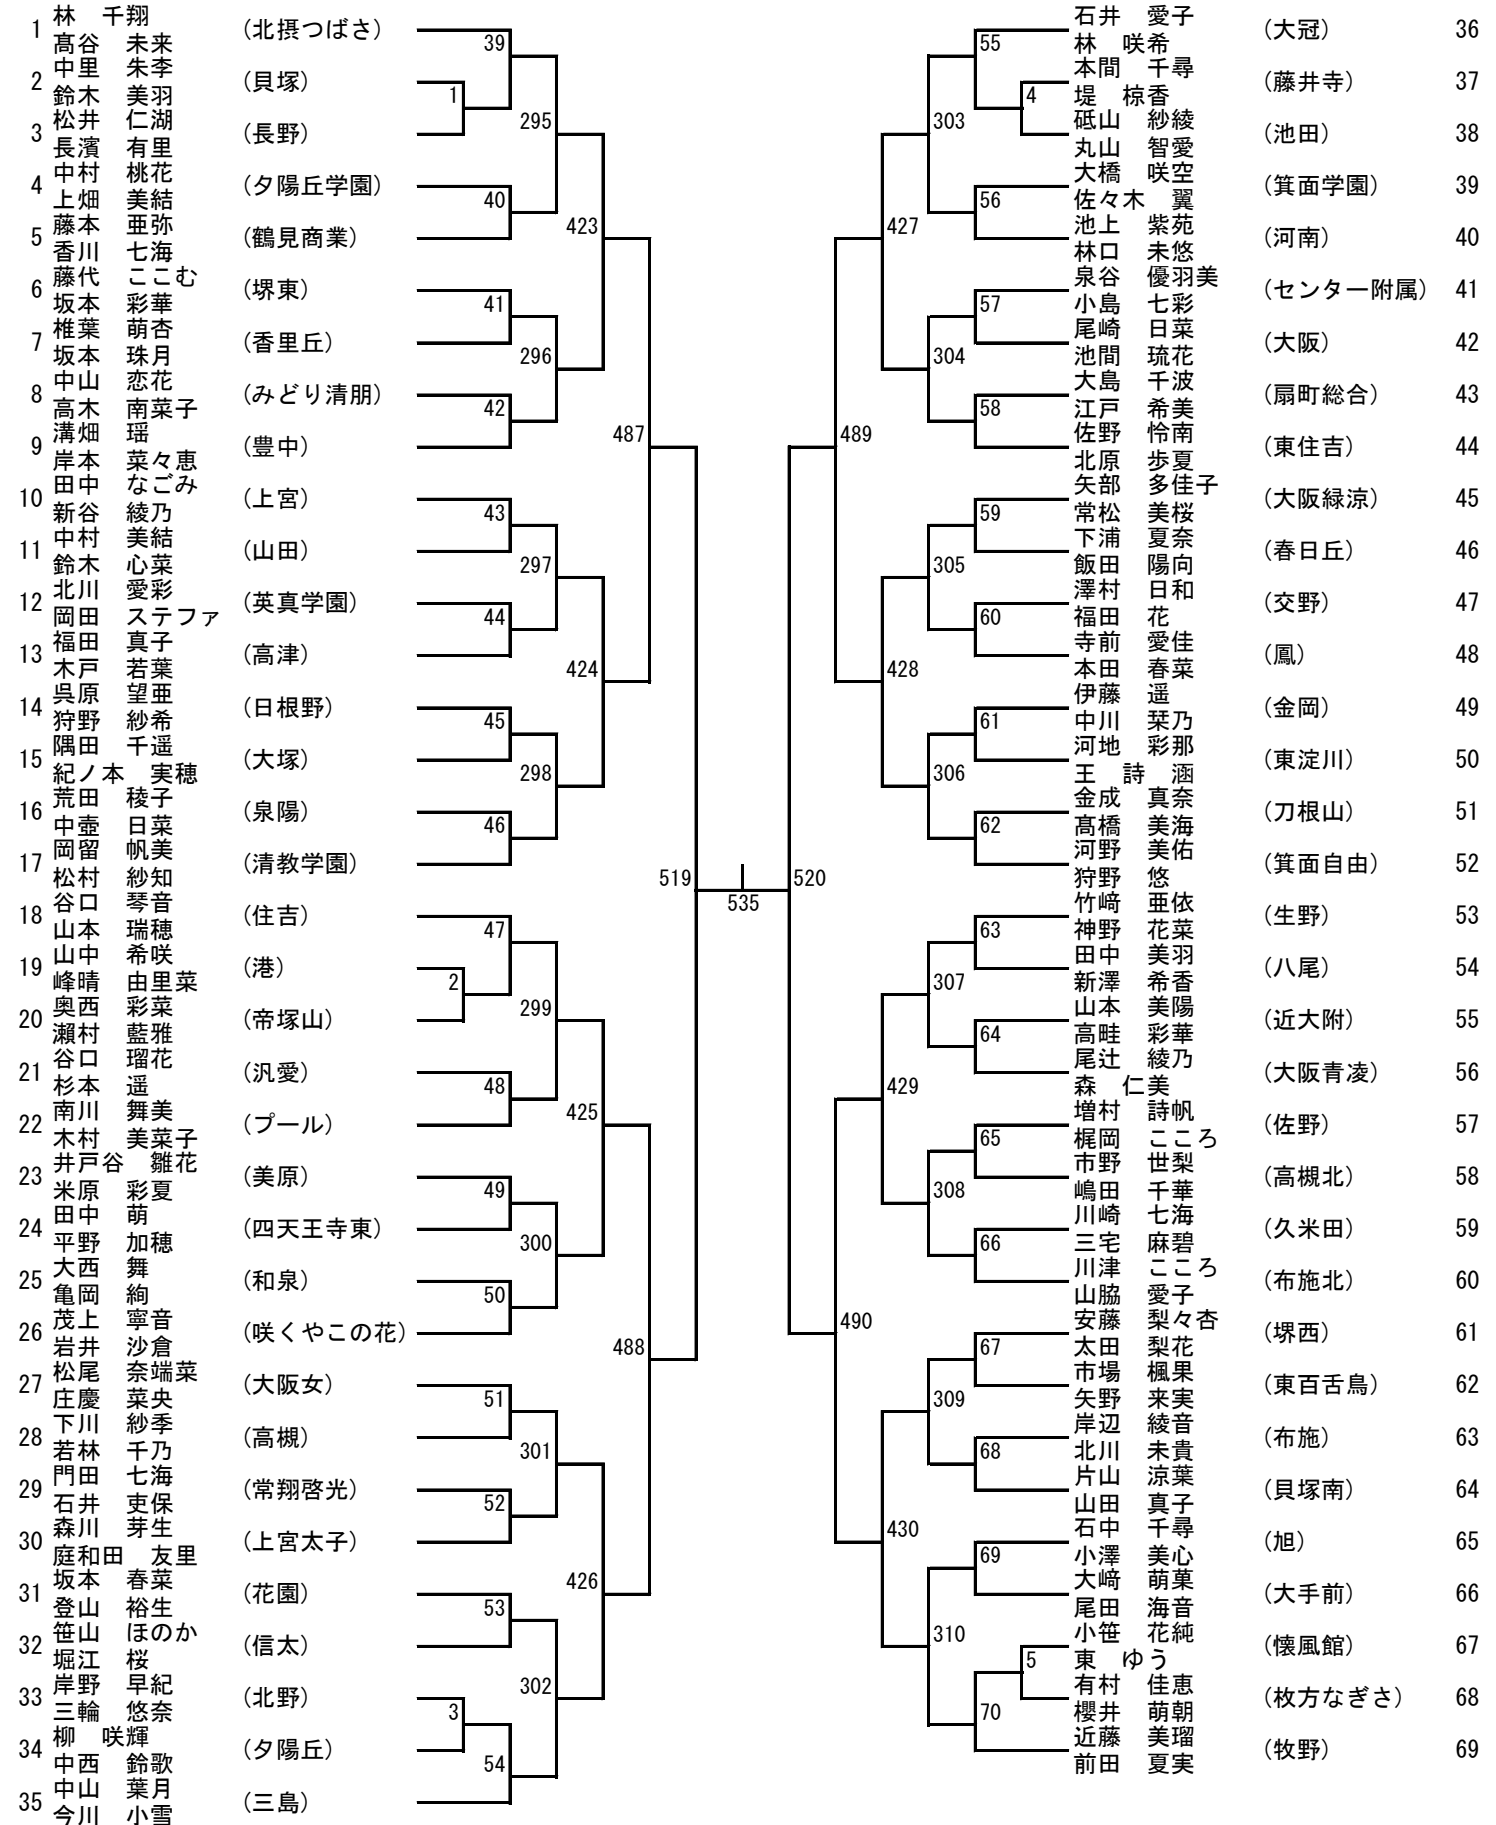 林　千翔
1 （北摂つばさ）
髙谷　未来
中里　朱李
2 （貝塚）
鈴木　美羽
松井　仁湖
3 （長野）
長濱　有里
中村　桃花
4 （夕陽丘学園）
上畑　美結
藤本　亜弥
5 （鶴見商業）
香川　七海
藤代　ここむ
6 （堺東）
坂本　彩華
椎葉　萌杏
7 （香里丘）
坂本　珠月
中山　恋花
8 （みどり清朋）
高木　南菜子
溝畑　瑶
9 （豊中）
岸本　菜々恵
田中　なごみ
10 （上宮）
新谷　綾乃
中村　美結
11 （山田）
鈴木　心菜
北川　愛彩
12 （英真学園）
岡田　ステファ
福田　真子
13 （高津）
木戸　若葉
呉原　望亜
14 （日根野）
狩野　紗希
隅田　千遥
15 （大塚）
紀ノ本　実穂
荒田　稜子
16 （泉陽）
中壺　日菜
岡留　帆美
17 （清教学園）
松村　紗知
谷口　琴音
18 （住吉）
山本　瑞穂
山中　希咲
19 （港）
峰晴　由里菜
奥西　彩菜
20 （帝塚山）
瀬村　藍雅
谷口　瑠花
21 （汎愛）
杉本　遥
南川　舞美
22 （プール）
木村　美菜子
井戸谷　雛花
23 （美原）
米原　彩夏
田中　萌
24 （四天王寺東）
平野　加穂
大西　舞
25 （和泉）
亀岡　絢
茂上　寧音
26 （咲くやこの花）
岩井　沙倉
松尾　奈端菜
27 （大阪女）
庄慶　菜央
下川　紗季
28 （高槻）
若林　千乃
門田　七海
29 （常翔啓光）
石井　吏保
森川　芽生
30 （上宮太子）
庭和田　友里
坂本　春菜
31 （花園）
登山　裕生
笹山　ほのか
32 （信太）
堀江　桜
岸野　早紀
33 （北野）
三輪　悠奈
柳　咲輝
34 （夕陽丘）
中西　鈴歌
中山　葉月
35 （三島）
今川　小雪
39
1
295
40
423
41
296
42
487
43
297
44
424
45
298
46
519
47
2
299
48
425
49
300
50
488
51
301
52
426
53
302
3
54
535
520
55
4
303
56
427
57
304
58
489
59
305
60
428
61
306
62
63
307
64
429
65
308
66
490
67
309
68
430
69
310
5
70
石井　愛子
（大冠） 36
林　咲希
本間　千尋
（藤井寺） 37
堤　椋香
砥山　紗綾
（池田） 38
丸山　智愛
大橋　咲空
（箕面学園） 39
佐々木　翼
池上　紫苑
（河南） 40
林口　未悠
泉谷　優羽美
（センター附属） 41
小島　七彩
尾崎　日菜
（大阪） 42
池間　琉花
大島　千波
（扇町総合） 43
江戸　希美
佐野　怜南
（東住吉） 44
北原　歩夏
矢部　多佳子
（大阪緑涼） 45
常松　美桜
下浦　夏奈
（春日丘） 46
飯田　陽向
澤村　日和
（交野） 47
福田　花
寺前　愛佳
（鳳） 48
本田　春菜
伊藤　遥
（金岡） 49
中川　栞乃
河地　彩那
（東淀川） 50
王　詩　涵
金成　真奈
（刀根山） 51
髙橋　美海
河野　美佑
（箕面自由） 52
狩野　悠
竹﨑　亜依
（生野） 53
神野　花菜
田中　美羽
（八尾） 54
新澤　希香
山本　美陽
（近大附） 55
高畦　彩華
尾辻　綾乃
（大阪青凌） 56
森　仁美
増村　詩帆
（佐野） 57
梶岡　こころ
市野　世梨
（高槻北） 58
嶋田　千華
川崎　七海
（久米田） 59
三宅　麻碧
川津　こころ
（布施北） 60
山脇　愛子
安藤　梨々杏
（堺西） 61
太田　梨花
市場　楓果
（東百舌鳥） 62
矢野　来実
岸辺　綾音
（布施） 63
北川　未貴
片山　涼葉
（貝塚南） 64
山田　真子
石中　千尋
（旭） 65
小澤　美心
大﨑　萌菓
（大手前） 66
尾田　海音
小笹　花純
（懐風館） 67
東　ゆう
有村　佳恵
（枚方なぎさ） 68
櫻井　萌朝
近藤　美瑠
（牧野） 69
前田　夏実